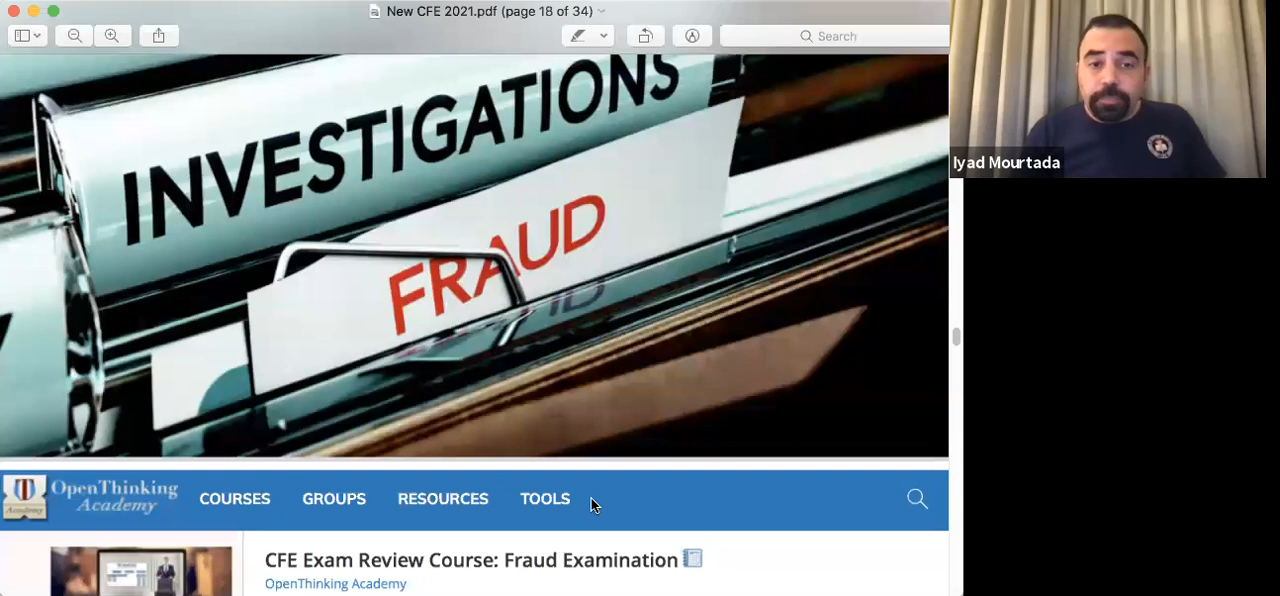 New CFE 2021.pdf (page 18 of 34)
Search
INVESTIGATIONS
FRAUD
Iyad Mourtada
OpenThinking
Academy
COURSES GROUPS RESOURCES TOOLS
CFE Exam Review Course: Fraud Examination
OpenThinking Academy